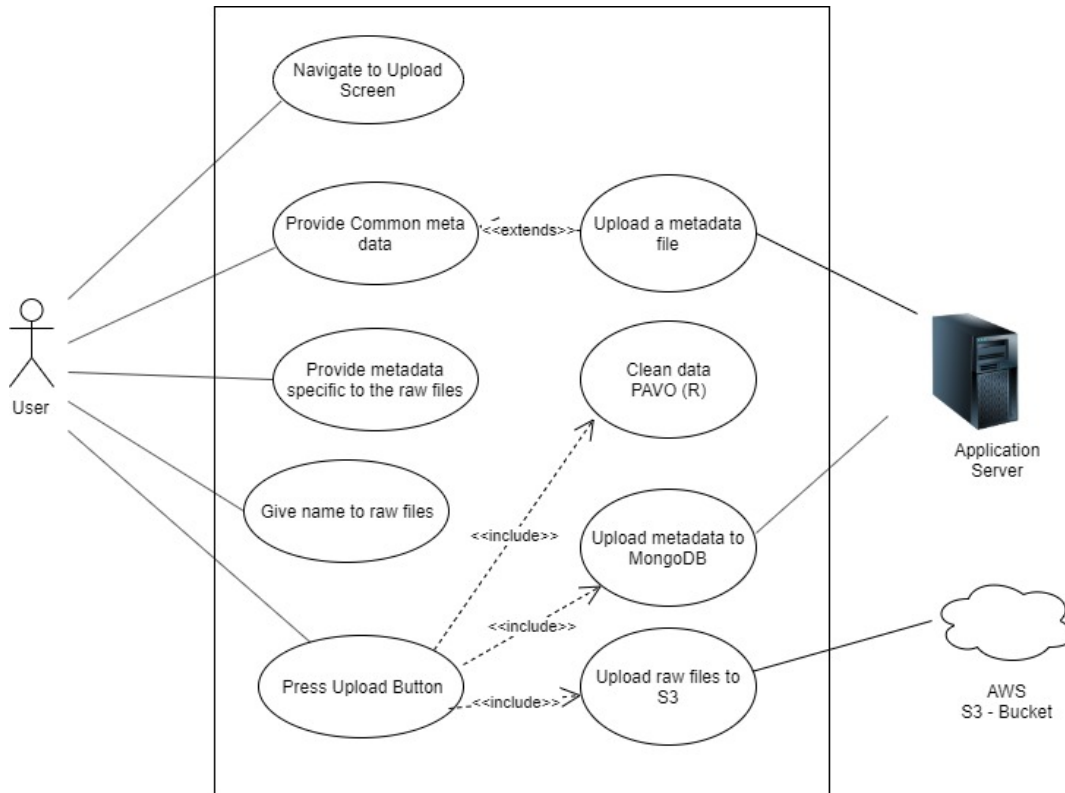 Navigate to Upload
Screen
Provide Common meta
data
<<extends>>
Upload a metadata
file
Provide metadata
specific to the raw files
Clean data
PAVO (R)
User
Application
Server
Give name to raw files
<<include>>
Upload metadata to
MongoDB
<<include>>
Press Upload Button
<<include>>
Upload raw files to
S3
AWS
S3 - Bucket